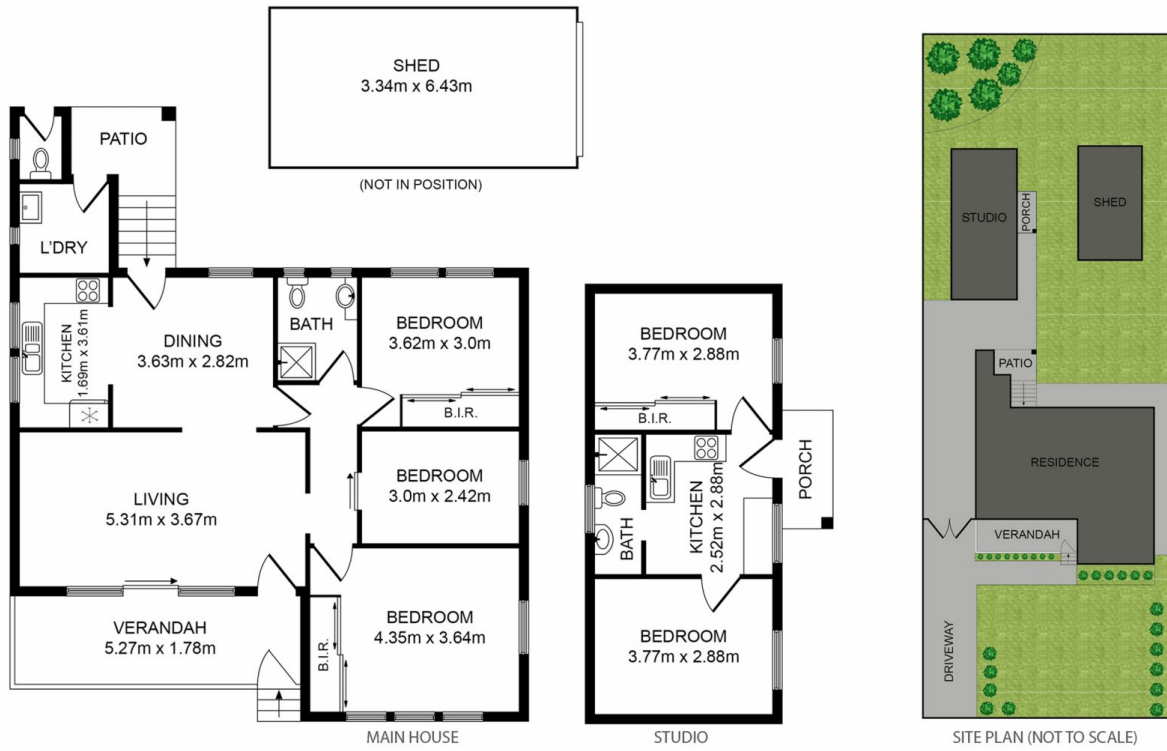 SHED
3.34m x 6.43m
(NOT IN POSITION)
PATIO
L'DRY
KITCHEN
1.69m x 3.61m
DINING
3.63m x 2.82m
BATH
BEDROOM
3.62m x 3.0m
B.I.R.
LIVING
5.31m x 3.67m
BEDROOM
3.0m x 2.42m
VERANDAH
5.27m x 1.78m
B.I.R.
BEDROOM
4.35m x 3.64m
MAIN HOUSE
BEDROOM
3.77m x 2.88m
B.I.R.
BATH
KITCHEN
2.52m x 2.88m
PORCH
BEDROOM
3.77m x 2.88m
STUDIO
STUDIO
PORCH
SHED
PATIO
RESIDENCE
VERANDAH
DRIVEWAY
SITE PLAN (NOT TO SCALE)